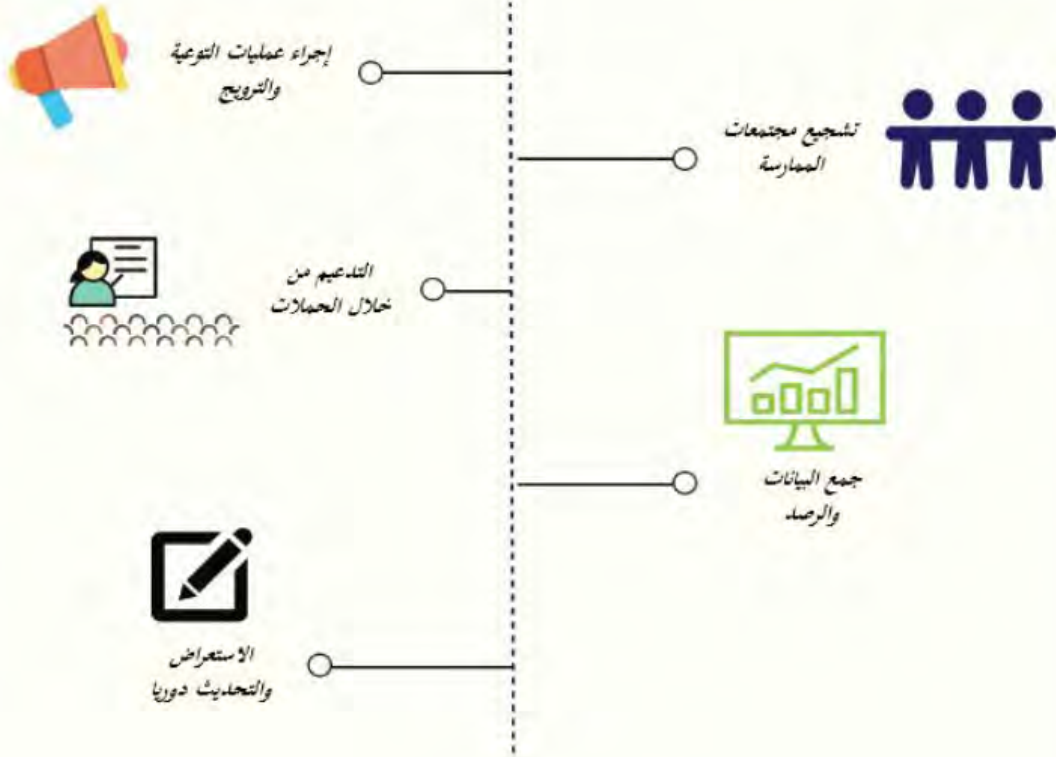 إجراء عمليات التوعية
والترويج
تشجيع مجتمعات
الممارسة
التدعيم من
خلال الحملات
جمع البيانات
والرصد
الاستعراض
والتحديث دوريا